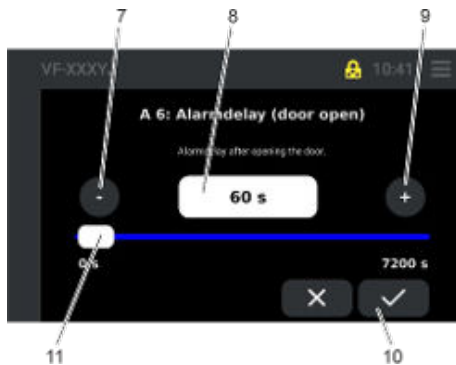 7 8 9
VF-XXXY 10:41
A 6: Alarmdelay (door open)
Alarmdelay after opening the door.
- 60 s +
0 s 7200 s
11 10